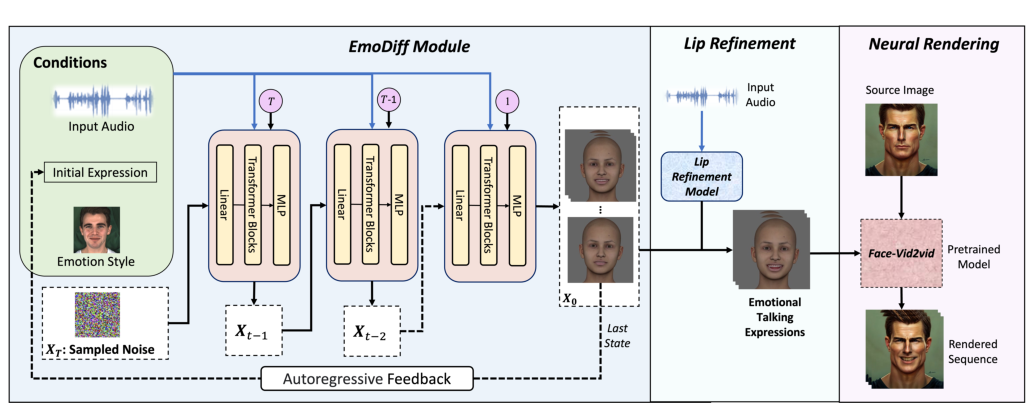 EmoDiff Module
Lip Refinement
Neural Rendering
Conditions
Input Audio
Initial Expression
Emotion Style
X_T: Sampled Noise
T
T-1
1
Linear
Transformer Blocks
MLP
Linear
Transformer Blocks
MLP
Linear
Transformer Blocks
MLP
X_{t-1}
X_{t-2}
...
X_0
Last
State
Autoregressive Feedback
Input
Audio
Lip
Refinement
Model
Emotional
Talking
Expressions
Source Image
Face-Vid2vid
Pretrained
Model
Rendered
Sequence